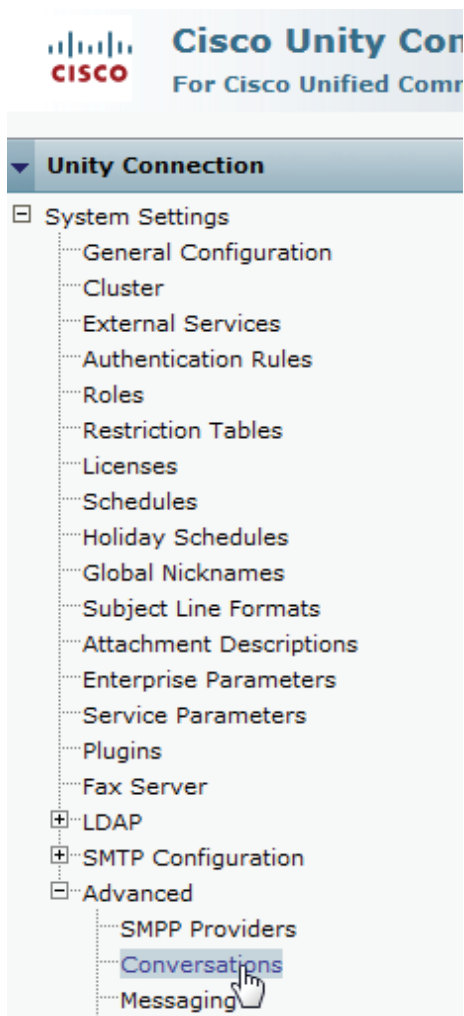 CISCO
Cisco Unity Con
For Cisco Unified Comm
Unity Connection
System Settings
General Configuration
Cluster
External Services
Authentication Rules
Roles
Restriction Tables
Licenses
Schedules
Holiday Schedules
Global Nicknames
Subject Line Formats
Attachment Descriptions
Enterprise Parameters
Service Parameters
Plugins
Fax Server
LDAP
SMTP Configuration
Advanced
SMPP Providers
Conversations
Messaging